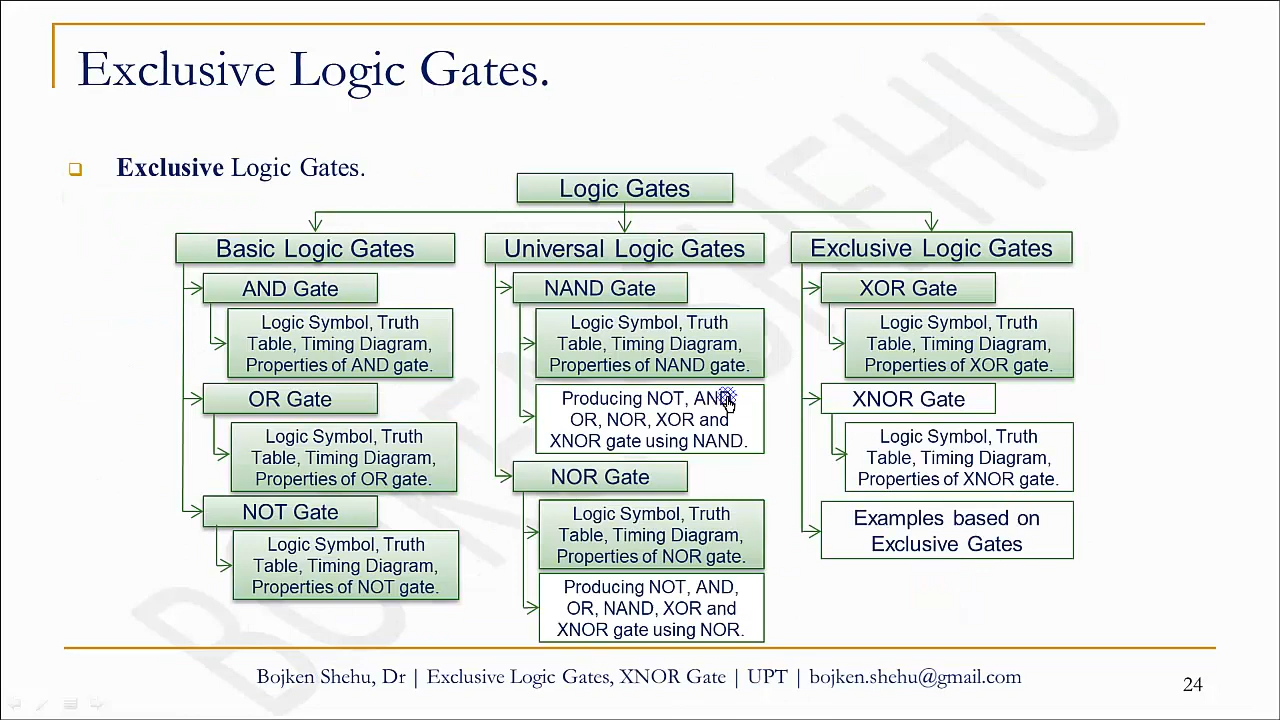 Exclusive Logic Gates.
❑ Exclusive Logic Gates.
Logic Gates
Basic Logic Gates
AND Gate
Logic Symbol, Truth
Table, Timing Diagram,
Properties of AND gate.
OR Gate
Logic Symbol, Truth
Table, Timing Diagram,
Properties of OR gate.
NOT Gate
Logic Symbol, Truth
Table, Timing Diagram,
Properties of NOT gate.
Universal Logic Gates
NAND Gate
Logic Symbol, Truth
Table, Timing Diagram,
Properties of NAND gate.
Producing NOT, AND,
OR, NOR, XOR and
XNOR gate using NAND.
NOR Gate
Logic Symbol, Truth
Table, Timing Diagram,
Properties of NOR gate.
Producing NOT, AND,
OR, NAND, XOR and
XNOR gate using NOR.
Exclusive Logic Gates
XOR Gate
Logic Symbol, Truth
Table, Timing Diagram,
Properties of XOR gate.
XNOR Gate
Logic Symbol, Truth
Table, Timing Diagram,
Properties of XNOR gate.
Examples based on
Exclusive Gates
BOJKEN SHEHU
Bojken Shehu, Dr | Exclusive Logic Gates, XNOR Gate | UPT | bojken.shehu@gmail.com
24